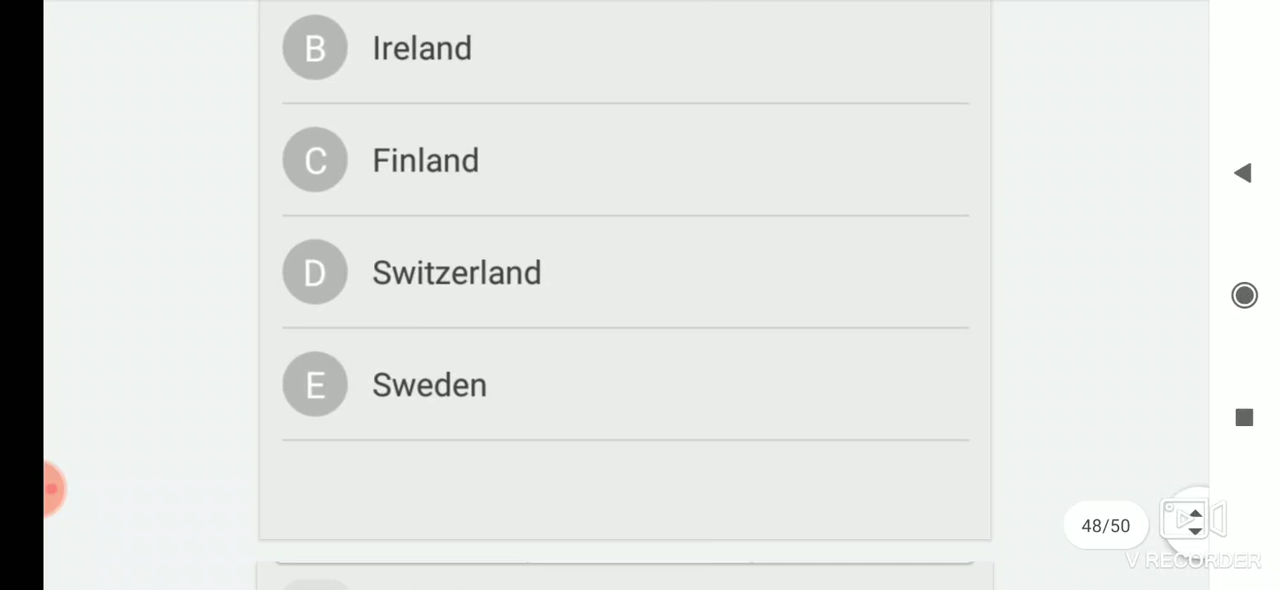 B Ireland
C Finland
D Switzerland
E Sweden
48/50
V RECORDER